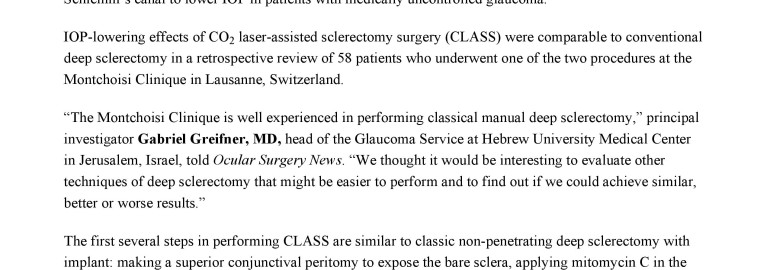 Schlemm's canal to lower IOP in patients with medically uncontrolled glaucoma.
IOP-lowering effects of CO2 laser-assisted sclerectomy surgery (CLASS) were comparable to conventional
deep sclerectomy in a retrospective review of 58 patients who underwent one of the two procedures at the
Montchoisi Clinique in Lausanne, Switzerland.
“The Montchoisi Clinique is well experienced in performing classical manual deep sclerectomy,” principal
investigator Gabriel Greifner, MD, head of the Glaucoma Service at Hebrew University Medical Center
in Jerusalem, Israel, told Ocular Surgery News. “We thought it would be interesting to evaluate other
techniques of deep sclerectomy that might be easier to perform and to find out if we could achieve similar,
better or worse results.”
The first several steps in performing CLASS are similar to classic non-penetrating deep sclerectomy with
implant: making a superior conjunctival peritomy to expose the bare sclera, applying mitomycin C in the